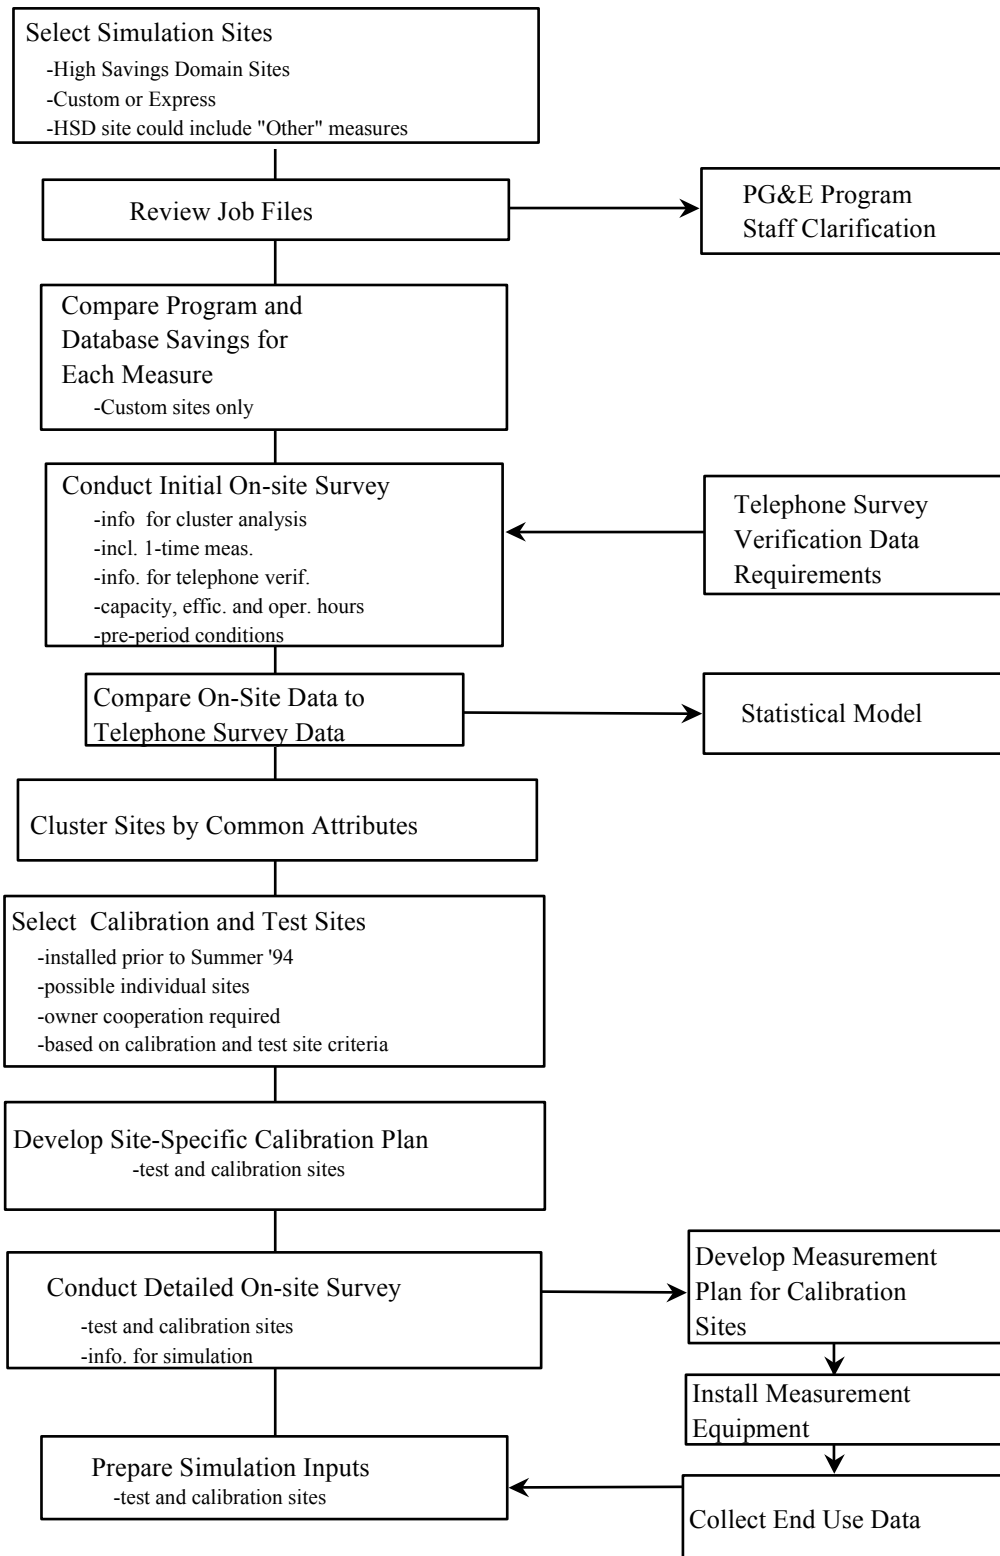 Select Simulation Sites
-High Savings Domain Sites
-Custom or Express
-HSD site could include "Other" measures
Review Job Files
PG&E Program
Staff Clarification
Compare Program and
Database Savings for
Each Measure
-Custom sites only
Conduct Initial On-site Survey
-info  for cluster analysis
-incl. 1-time meas.
-info. for telephone verif.
-capacity, effic. and oper. hours
-pre-period conditions
Telephone Survey
Verification Data
Requirements
Compare On-Site Data to
Telephone Survey Data
Statistical Model
Cluster Sites by Common Attributes
Select  Calibration and Test Sites
-installed prior to Summer '94
-possible individual sites
-owner cooperation required
-based on calibration and test site criteria
Develop Site-Specific Calibration Plan
-test and calibration sites
Conduct Detailed On-site Survey
-test and calibration sites
-info. for simulation
Develop Measurement
Plan for Calibration
Sites
Install Measurement
Equipment
Prepare Simulation Inputs
-test and calibration sites
Collect End Use Data